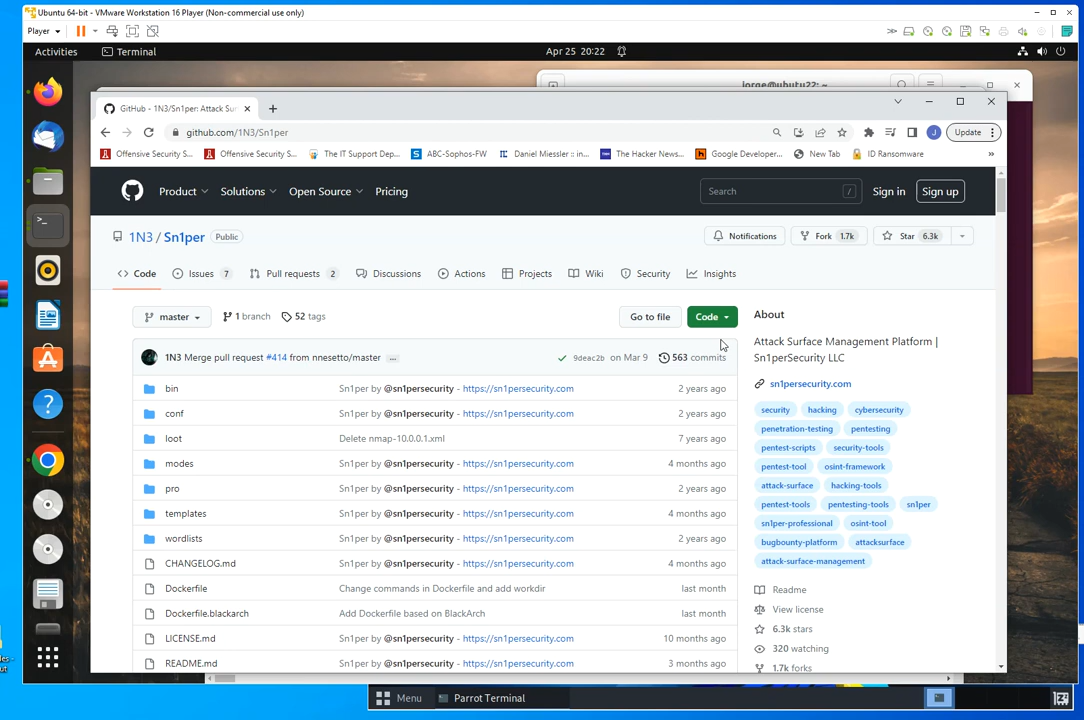 Ubuntu 64-bit - VMware Workstation 16 Player (Non-commercial use only)
Player
Activities
Terminal
Apr 25 20:22
jorge@ubutu22: ~
GitHub - 1N3/Sn1per: Attack Sur
github.com/1N3/Sn1per
J
Update
Offensive Security S...
Offensive Security S...
The IT Support Dep...
ABC-Sophos-FW
Daniel Miessler :: in...
The Hacker News...
Google Developer...
New Tab
ID Ransomware
»
Product
Solutions
Open Source
Pricing
Search
/
Sign in
Sign up
1N3 / Sn1per
Public
Notifications
Fork 1.7k
Star 6.3k
Code
Issues 7
Pull requests 2
Discussions
Actions
Projects
Wiki
Security
Insights
master
1 branch
52 tags
Go to file
Code
1N3 Merge pull request #414 from nnesetto/master ...
9deac2b on Mar 9
563 commits
bin Sn1per by @sn1persecurity - https://sn1persecurity.com 2 years ago
conf Sn1per by @sn1persecurity - https://sn1persecurity.com 2 years ago
loot Delete nmap-10.0.0.1.xml 7 years ago
modes Sn1per by @sn1persecurity - https://sn1persecurity.com 4 months ago
pro Sn1per by @sn1persecurity - https://sn1persecurity.com 2 years ago
templates Sn1per by @sn1persecurity - https://sn1persecurity.com 4 months ago
wordlists Sn1per by @sn1persecurity - https://sn1persecurity.com 2 years ago
CHANGELOG.md Sn1per by @sn1persecurity - https://sn1persecurity.com 4 months ago
Dockerfile Change commands in Dockerfile and add workdir last month
Dockerfile.blackarch Add Dockerfile based on BlackArch last month
LICENSE.md Sn1per by @sn1persecurity - https://sn1persecurity.com 10 months ago
README.md Sn1per by @sn1persecurity - https://sn1persecurity.com 3 months ago
About
Attack Surface Management Platform |
Sn1perSecurity LLC
sn1persecurity.com
security hacking cybersecurity
penetration-testing pentesting
pentest-scripts security-tools
pentest-tool osint-framework
attack-surface hacking-tools
pentest-tools pentesting-tools sn1per
sn1per-professional osint-tool
bugbounty-platform attacksurface
attack-surface-management
Readme
View license
6.3k stars
320 watching
1.7k forks
Menu
Parrot Terminal